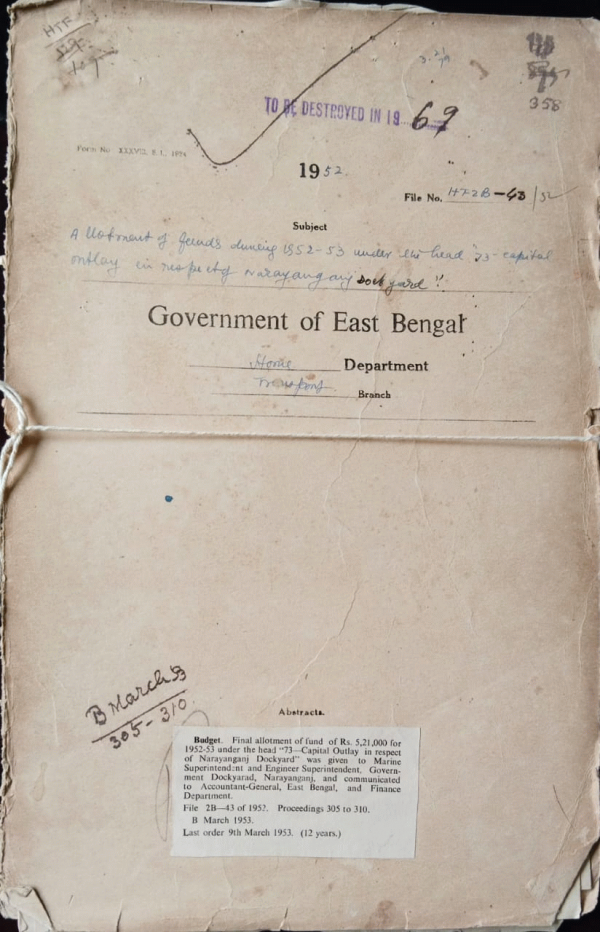 HTF
358
TO BE DESTROYED IN 19 69
Form No. XXXVIII, S. I., 1924
1952.
File No. HT2B-43/52
Subject
Allotment of funds during 1952-53 under the head "73-capital
outlay in respect of Narayanganj Dockyard".
Government of East Bengal
Home Department
Transport Branch
B March 53
305-310
Abstracts.
Budget. Final allotment of fund of Rs. 5,21,000 for
1952-53 under the head “73—Capital Outlay in respect
of Narayanganj Dockyard” was given to Marine
Superintendent and Engineer Superintendent, Govern-
ment Dockyarad, Narayanganj, and communicated
to Accountant-General, East Bengal, and Finance
Department.
File 2B—43 of 1952. Proceedings 305 to 310.
B March 1953.
Last order 9th March 1953. (12 years.)